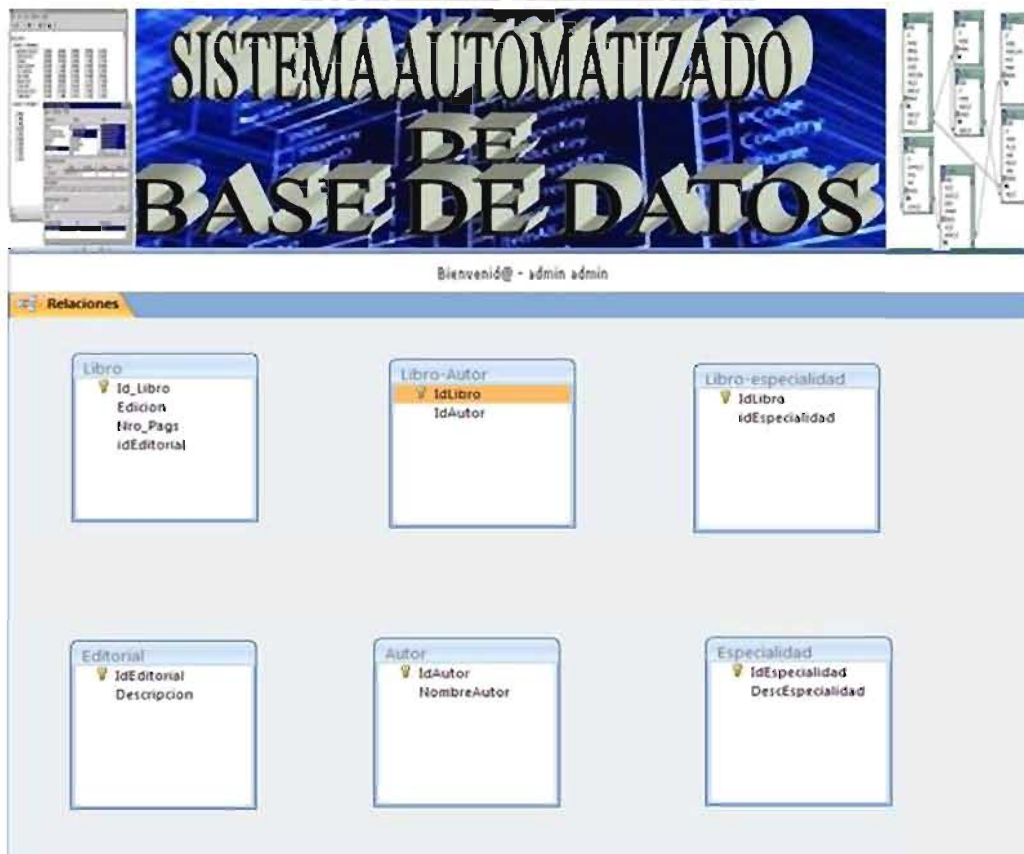 SISTEMA AUTOMATIZADO
DE
BASE DE DATOS
Bienvenid@ - admin admin
Relaciones
Libro
Id_Libro
Edicion
Nro_Pags
idEditorial
Libro-Autor
IdLibro
IdAutor
Libro-especialidad
IdLibro
idEspecialidad
Editorial
IdEditorial
Descripcion
Autor
IdAutor
NombreAutor
Especialidad
IdEspecialidad
DescEspecialidad